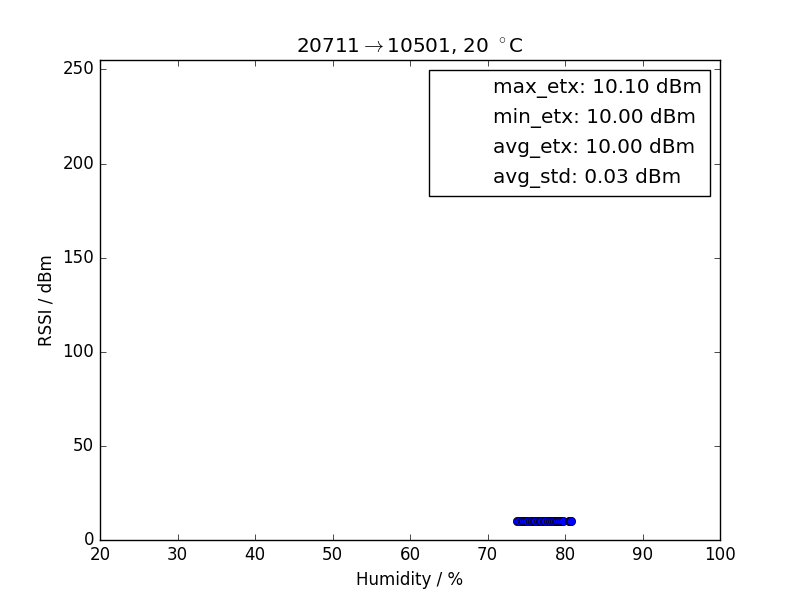 20711→10501, 20 °C
max_etx: 10.10 dBm
min_etx: 10.00 dBm
avg_etx: 10.00 dBm
avg_std: 0.03 dBm
250
200
150
100
50
0
RSSI / dBm
20 30 40 50 60 70 80 90 100
Humidity / %